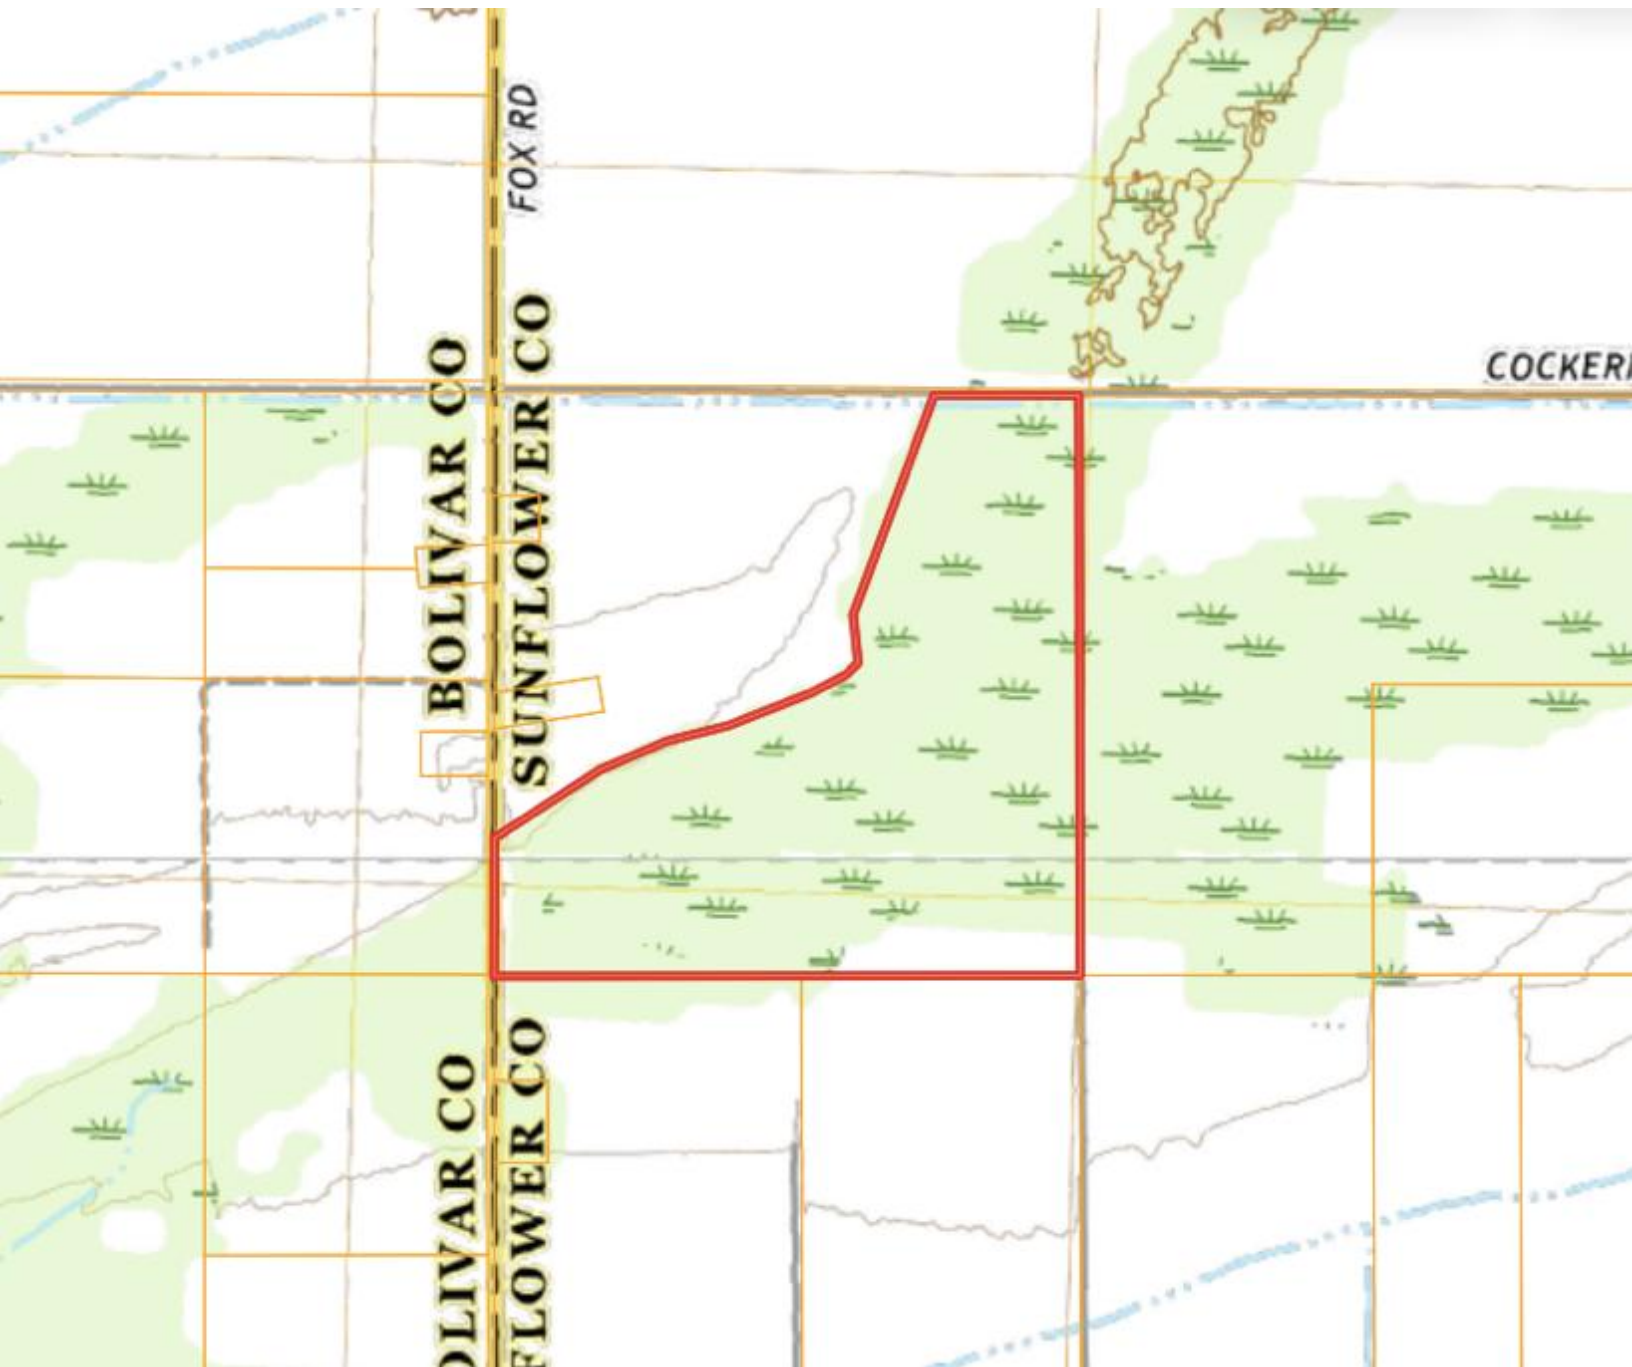 FOX RD
BOLIVAR CO
SUNFLOWER CO
COCKER
OLIVAR CO
FLOWER CO